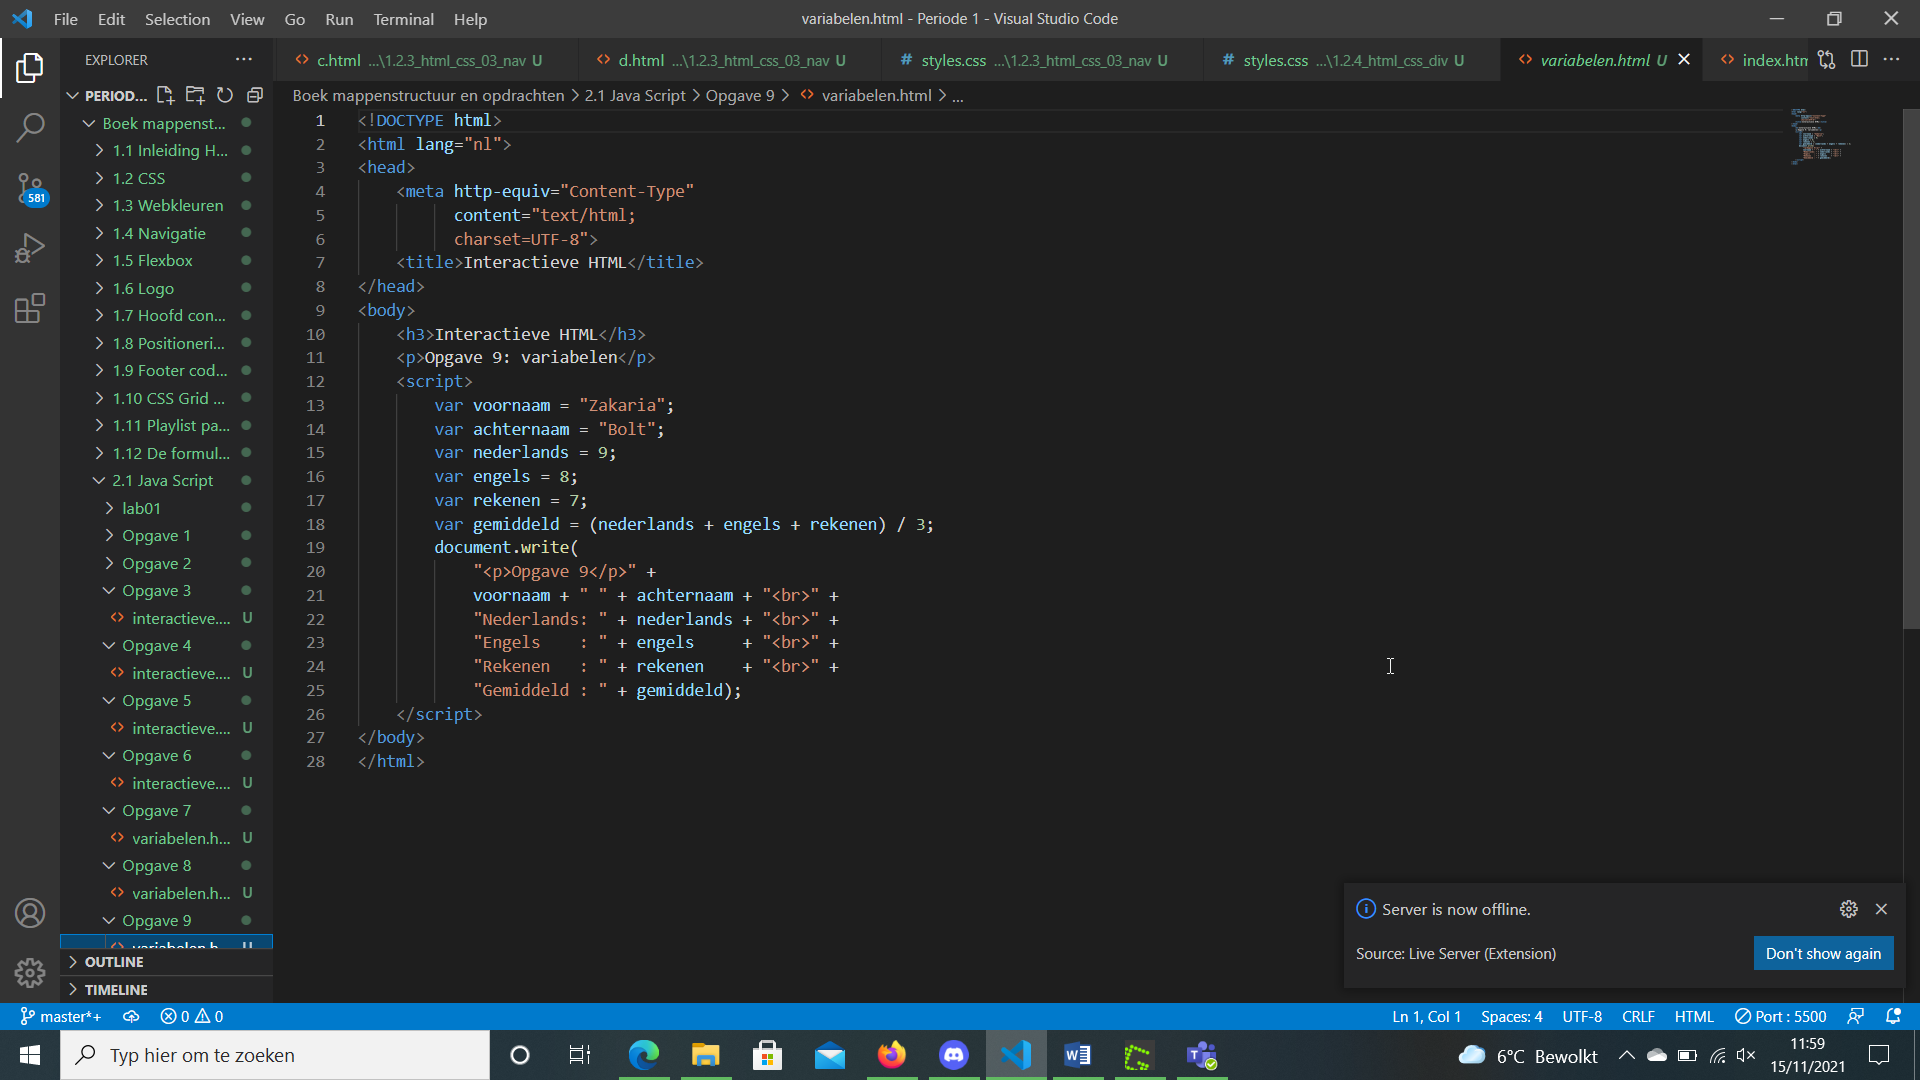 File Edit Selection View Go Run Terminal Help
variabelen.html - Periode 1 - Visual Studio Code
EXPLORER
c.html ...\1.2.3_html_css_03_nav U
d.html ...\1.2.3_html_css_03_nav U
# styles.css ...\1.2.3_html_css_03_nav U
# styles.css ...\1.2.4_html_css_div U
variabelen.html U
index.htm
Boek mappenstructuur en opdrachten > 2.1 Java Script > Opgave 9 > variabelen.html > ...
PERIOD...
Boek mappenst...
1.1 Inleiding H...
1.2 CSS
1.3 Webkleuren
1.4 Navigatie
1.5 Flexbox
1.6 Logo
1.7 Hoofd con...
1.8 Positioneri...
1.9 Footer cod...
1.10 CSS Grid ...
1.11 Playlist pa...
1.12 De formul...
2.1 Java Script
lab01
Opgave 1
Opgave 2
Opgave 3
interactieve.... U
Opgave 4
interactieve.... U
Opgave 5
interactieve.... U
Opgave 6
interactieve.... U
Opgave 7
variabelen.h... U
Opgave 8
variabelen.h... U
Opgave 9
variabelen.h... U
OUTLINE
TIMELINE
581
1 <!DOCTYPE html>
2 <html lang="nl">
3 <head>
4     <meta http-equiv="Content-Type"
5           content="text/html;
6           charset=UTF-8">
7     <title>Interactieve HTML</title>
8 </head>
9 <body>
10     <h3>Interactieve HTML</h3>
11     <p>Opgave 9: variabelen</p>
12     <script>
13         var voornaam = "Zakaria";
14         var achternaam = "Bolt";
15         var nederlands = 9;
16         var engels = 8;
17         var rekenen = 7;
18         var gemiddeld = (nederlands + engels + rekenen) / 3;
19         document.write(
20             "<p>Opgave 9</p>" +
21             voornaam + " " + achternaam + "<br>" +
22             "Nederlands: " + nederlands + "<br>" +
23             "Engels    : " + engels     + "<br>" +
24             "Rekenen   : " + rekenen    + "<br>" +
25             "Gemiddeld : " + gemiddeld);
26     </script>
27 </body>
28 </html>
Server is now offline.
Source: Live Server (Extension)
Don't show again
master*+ 0 0
Ln 1, Col 1 Spaces: 4 UTF-8 CRLF HTML Port : 5500
Typ hier om te zoeken
6°C Bewolkt
11:59
15/11/2021